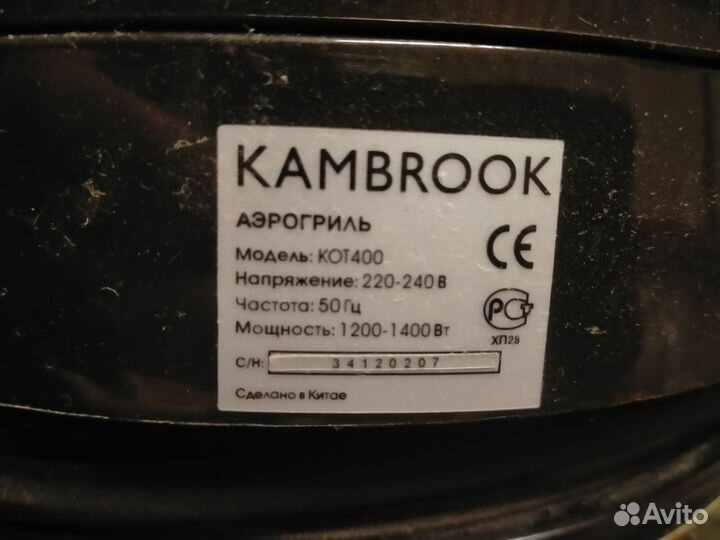 KAMBROOK
АЭРОГРИЛЬ
Модель: KOT400
Напряжение: 220-240 В
Частота: 50 Гц
Мощность: 1200-1400 Вт
С/Н: 34120207
Сделано в Китае
CE
РСТ
ХП28
Avito